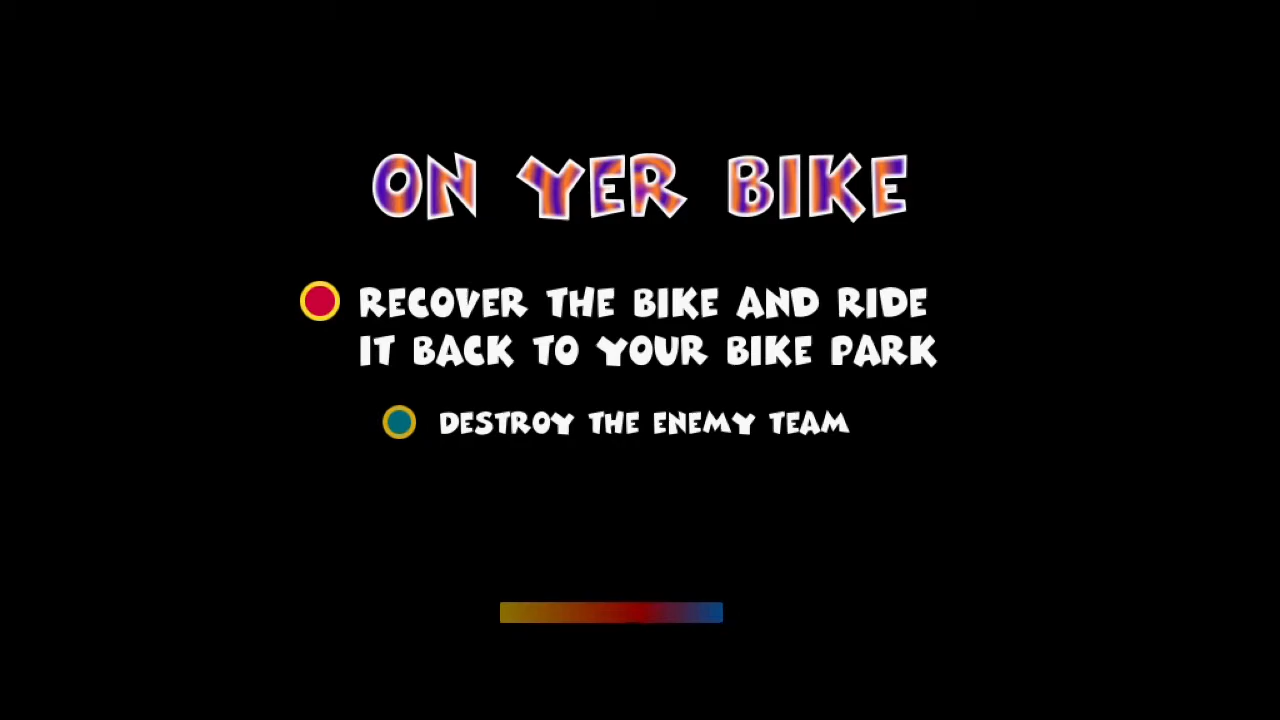 ON YER BIKE
RECOVER THE BIKE AND RIDE
IT BACK TO YOUR BIKE PARK
DESTROY THE ENEMY TEAM